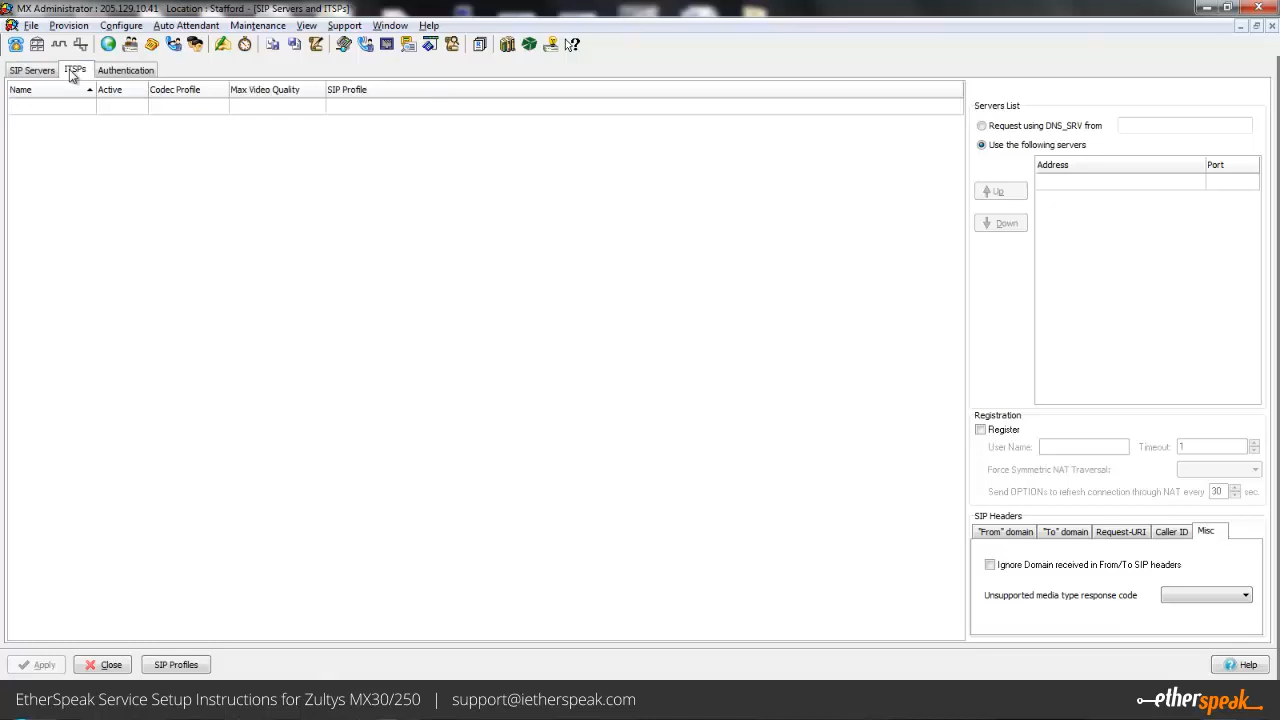 MX Administrator : 205.129.10.41 Location : Stafford - [SIP Servers and ITSPs]
File Provision Configure Auto Attendant Maintenance View Support Window Help
SIP Servers ITSPs Authentication
Name Active Codec Profile Max Video Quality SIP Profile
Servers List
Request using DNS_SRV from
Use the following servers
Address Port
Up
Down
Registration
Register
User Name: Timeout: 1
Force Symmetric NAT Traversal:
Send OPTIONs to refresh connection through NAT every 30 sec.
SIP Headers
"From" domain "To" domain Request-URI Caller ID Misc
Ignore Domain received in From/To SIP headers
Unsupported media type response code
Apply Close SIP Profiles Help
EtherSpeak Service Setup Instructions for Zultys MX30/250 | support@ietherspeak.com etherspeak